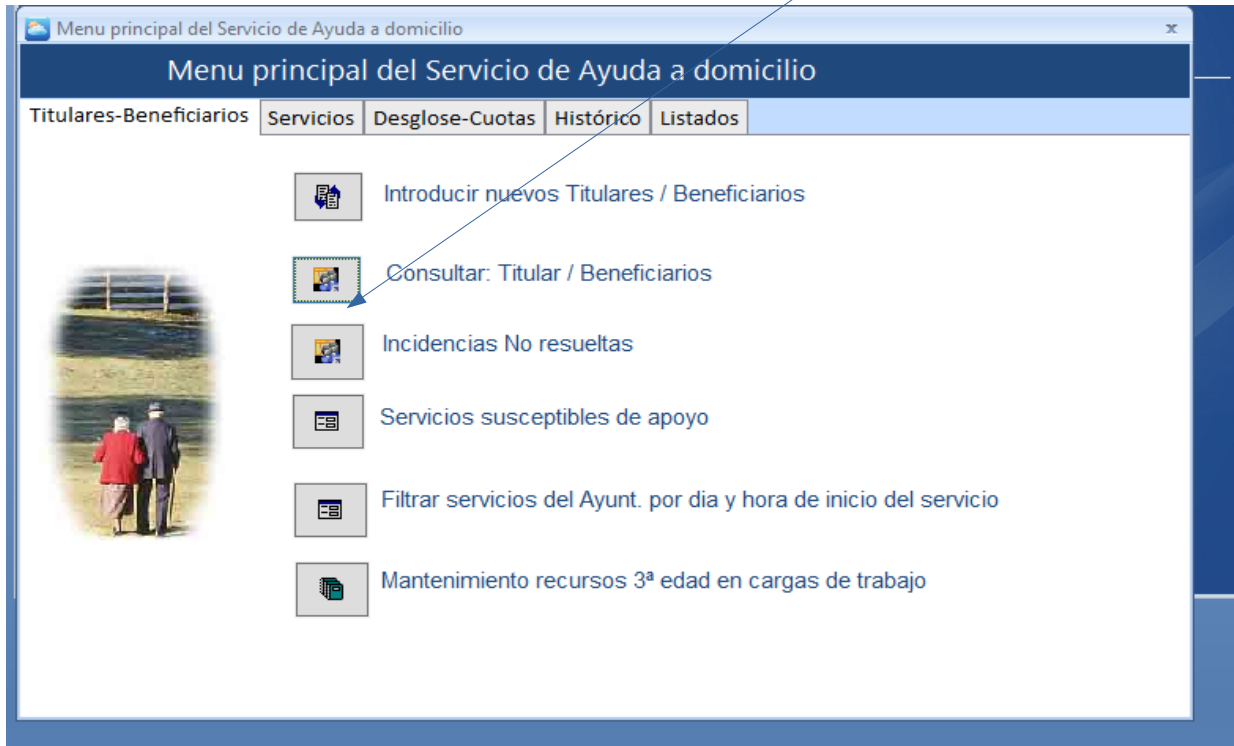 Menu principal del Servicio de Ayuda a domicilio
x
Menu principal del Servicio de Ayuda a domicilio
Titulares-Beneficiarios Servicios Desglose-Cuotas Histórico Listados
Introducir nuevos Titulares / Beneficiarios
Consultar: Titular / Beneficiarios
Incidencias No resueltas
Servicios susceptibles de apoyo
Filtrar servicios del Ayunt. por dia y hora de inicio del servicio
Mantenimiento recursos 3ª edad en cargas de trabajo